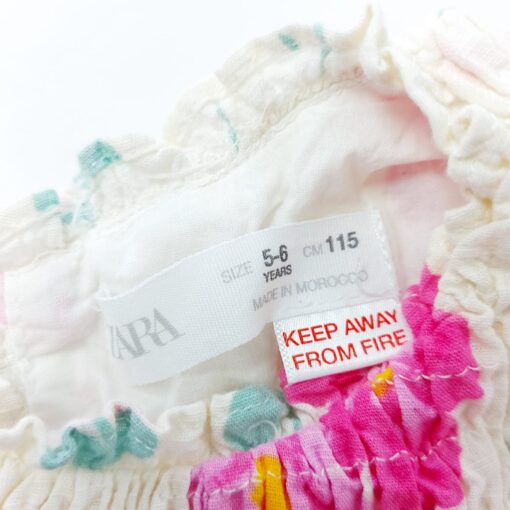 ZARA
SIZE 5-6 YEARS CM 115
MADE IN MOROCCO
KEEP AWAY
FROM FIRE